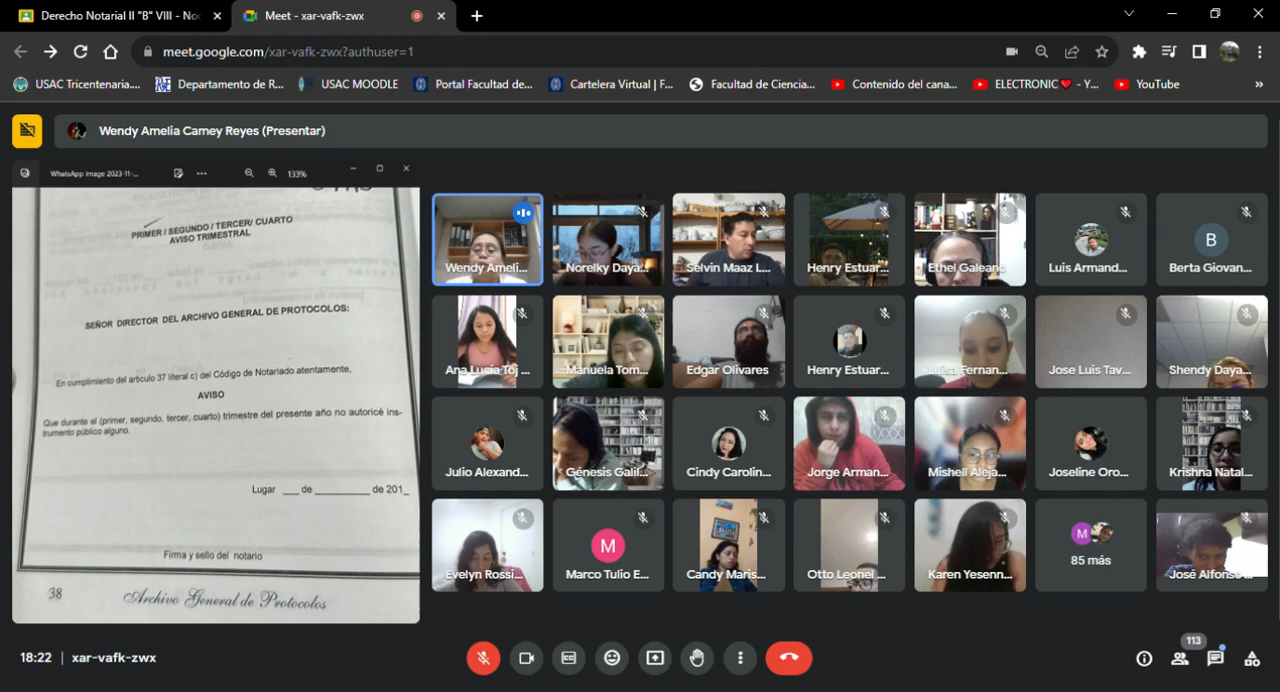 Derecho Notarial II "B" VIII - Noc
Meet - xar-vafk-zwx
meet.google.com/xar-vafk-zwx?authuser=1
USAC Tricentenaria....
Departamento de R...
USAC MOODLE
Portal Facultad de...
Cartelera Virtual | F...
Facultad de Ciencia...
Contenido del cana...
ELECTRONIC❤ - Y...
YouTube
»
Wendy Amelia Camey Reyes (Presentar)
WhatsApp Image 2023-11-...
133%
PRIMER / SEGUNDO / TERCER/ CUARTO
AVISO TRIMESTRAL
SEÑOR DIRECTOR DEL ARCHIVO GENERAL DE PROTOCOLOS:
En cumplimiento del artículo 37 literal c) del Código de Notariado atentamente,
AVISO
Que durante el (primer, segundo, tercer, cuarto) trimestre del presente año no autoricé ins-
trumento público alguno.
Lugar ___ de _________ de 201_
Firma y sello del notario
38
Archivo General de Protocolos
Wendy Ameli...
Norelky Daya...
Selvin Maaz L...
Henry Estuar...
Ethel Galeano
Luis Armand...
B
Berta Giovan...
Ana Lucía Toj ...
Manuela Tom...
Edgar Olivares
Henry Estuar...
Luisa Fernan...
Jose Luis Tav...
Shendy Daya...
Julio Alexand...
Génesis Galil...
Cindy Carolin...
Jorge Arman...
Mishell Aleja...
Joseline Oro...
Krishna Natal...
Evelyn Rossi...
M
Marco Tulio E...
Candy Maris...
Otto Leonel ...
Karen Yesenn...
M
85 más
José Alfonso ...
18:22 | xar-vafk-zwx
113